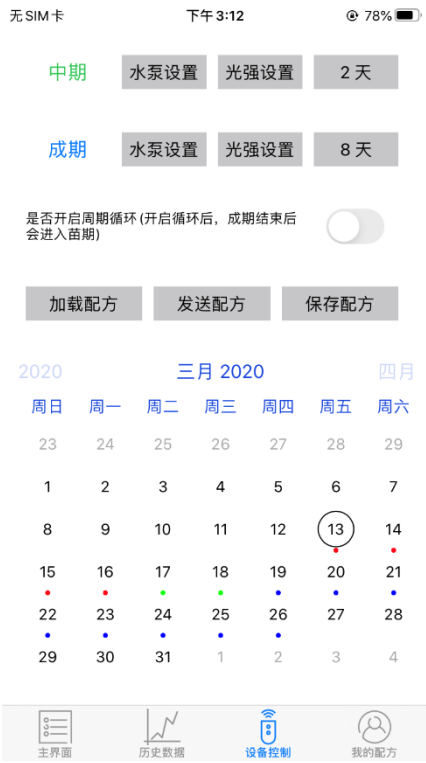 无SIM卡 下午3:12 78%
中期 水泵设置 光强设置 2 天
成期 水泵设置 光强设置 8 天
是否开启周期循环(开启循环后，成期结束后
会进入苗期)
加载配方 发送配方 保存配方
2020 三月 2020 四月
周日 周一 周二 周三 周四 周五 周六
23 24 25 26 27 28 29
1 2 3 4 5 6 7
8 9 10 11 12 13 14
15 16 17 18 19 20 21
22 23 24 25 26 27 28
29 30 31 1 2 3 4
主界面 历史数据 设备控制 我的配方